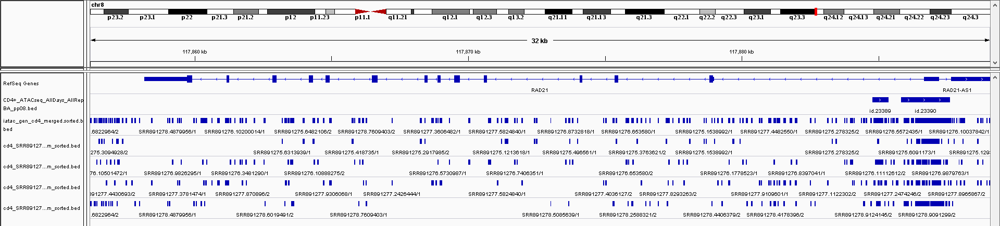 chr8
p23.2 p23.1 p22 p21.3 p21.2 p12 p11.23 p11.1 q11.21 q12.1 q12.3 q13.2 q21.11 q21.13 q21.3 q22.1 q22.2 q22.3 q23.1 q23.3 q24.12 q24.13 q24.21 q24.22 q24.23 q24.3
32 kb
117,860 kb 117,870 kb 117,880 kb
RefSeq Genes
RAD21 RAD21-AS1
CD4+_ATACseq_AllDays_AllRep
BA_pp08.bed
id.23389 id.23390
iatac_gen_cd4_merged.sorted.b
bed
.6822964/2 SRR891278.4879956/1 SRR891276.10200014/1 SRR891275.6482106/2 SRR891278.7609403/2 SRR891277.3606482/1 SRR891277.5824840/1 SRR891276.8732818/1 SRR891276.653580/1 SRR891275.1538992/1 SRR891277.4482550/1 SRR891275.278325/2 SRR891276.5572435/1 SRR891276.10037842/1
cd4_SRR89127...m_sorted.bed
275.3094928/2 SRR891275.6313939/1 SRR891275.418735/1 SRR891275.2917985/2 SRR891275.1213618/1 SRR891275.496561/1 SRR891275.3763621/2 SRR891275.1538992/1 SRR891275.278325/2 SRR891275.6091173/1 SRR891275.129
cd4_SRR89127...m_sorted.bed
76.10501472/1 SRR891276.9826295/1 SRR891276.3481290/1 SRR891276.10888275/2 SRR891276.5730987/1 SRR891276.7406351/1 SRR891276.653580/2 SRR891276.1778523/1 SRR891276.8397041/1 SRR891276.11112612/2 SRR891276.9879763/1
cd4_SRR89127...m_sorted.bed
91277.4430693/2 SRR891277.3781474/1 SRR891277.870896/2 SRR891277.9306068/1 SRR891277.2426444/1 SRR891277.5824840/1 SRR891277.4036127/2 SRR891277.8293263/2 SRR891277.9109601/1 SRR891277.1122302/2 SRR891277.2474246/2 SRR891277.8965867/2
cd4_SRR89127...m_sorted.bed
.6822964/2 SRR891278.4879956/1 SRR891278.6019491/2 SRR891278.7609403/1 SRR891278.5085639/1 SRR891278.2588321/2 SRR891278.4406379/2 SRR891278.4178396/2 SRR891278.9124145/2 SRR891278.9091299/2